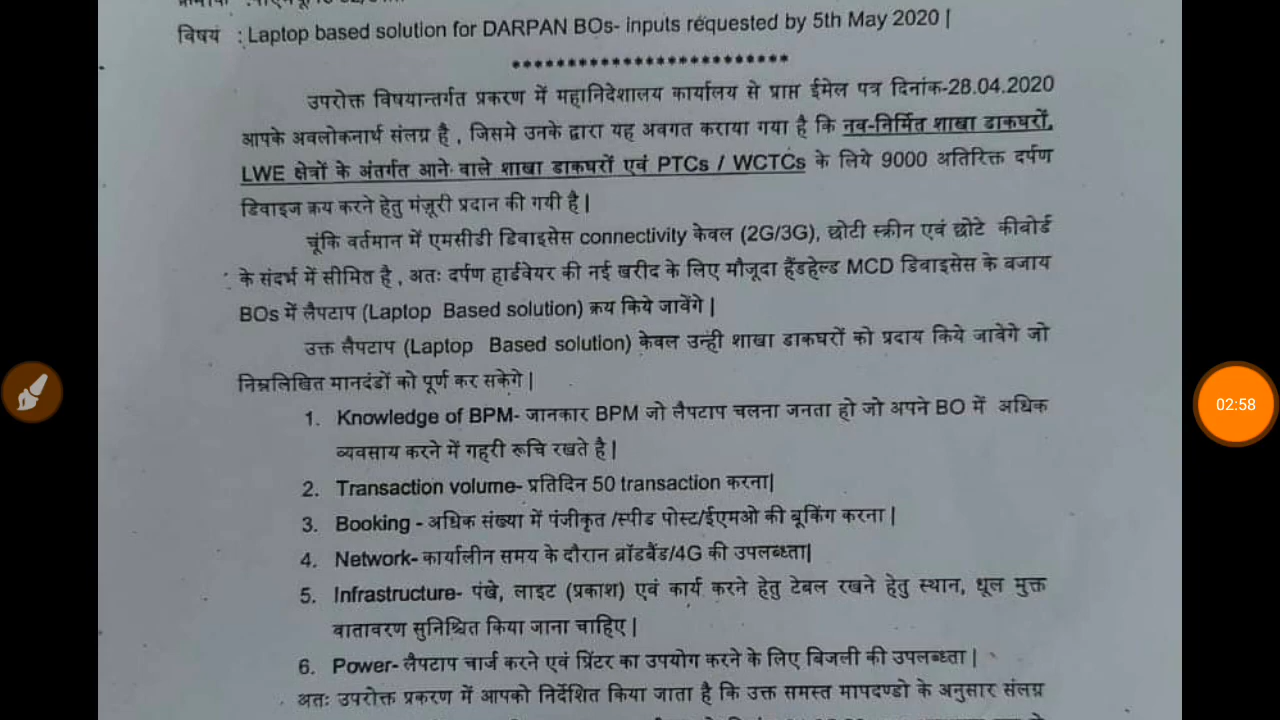 विषय : Laptop based solution for DARPAN BOs- inputs requested by 5th May 2020 |
************************
उपरोक्त विषयान्तर्गत प्रकरण में महानिदेशालय कार्यालय से प्राप्त ईमेल पत्र दिनांक-28.04.2020
आपके अवलोकनार्थ संलग्न है , जिसमे उनके द्वारा यह अवगत कराया गया है कि नव-निर्मित शाखा डाकघरों,
LWE क्षेत्रों के अंतर्गत आने वाले शाखा डाकघरों एवं PTCs / WCTCs के लिये 9000 अतिरिक्त दर्पण
डिवाइज क्रय करने हेतु मंज़ूरी प्रदान की गयी है |
चूंकि वर्तमान में एमसीडी डिवाइसेस connectivity केवल (2G/3G), छोटी स्क्रीन एवं छोटे कीबोर्ड
के संदर्भ में सीमित है , अतः दर्पण हार्डवेयर की नई खरीद के लिए मौजूदा हैंडहेल्ड MCD डिवाइसेस के बजाय
BOs में लैपटाप (Laptop Based solution) क्रय किये जावेंगे |
उक्त लैपटाप (Laptop Based solution) केवल उन्ही शाखा डाकघरों को प्रदाय किये जावेगे जो
निम्नलिखित मानदंडों को पूर्ण कर सकेगे |
1. Knowledge of BPM- जानकार BPM जो लैपटाप चलना जनता हो जो अपने BO में अधिक
व्यवसाय करने में गहरी रूचि रखते है |
2. Transaction volume- प्रतिदिन 50 transaction करना|
3. Booking - अधिक संख्या में पंजीकृत /स्पीड पोस्ट/ईएमओ की बूकिंग करना |
4. Network- कार्यालीन समय के दौरान ब्रॉडबैंड/4G की उपलब्ध्ता|
5. Infrastructure- पंखे, लाइट (प्रकाश) एवं कार्य करने हेतु टेबल रखने हेतु स्थान, धूल मुक्त
वातावरण सुनिश्चित किया जाना चाहिए |
6. Power- लैपटाप चार्ज करने एवं प्रिंटर का उपयोग करने के लिए बिजली की उपलब्ध्ता |
अतः उपरोक्त प्रकरण में आपको निर्देशित किया जाता है कि उक्त समस्त मापदण्डो के अनुसार संलग्न
02:58